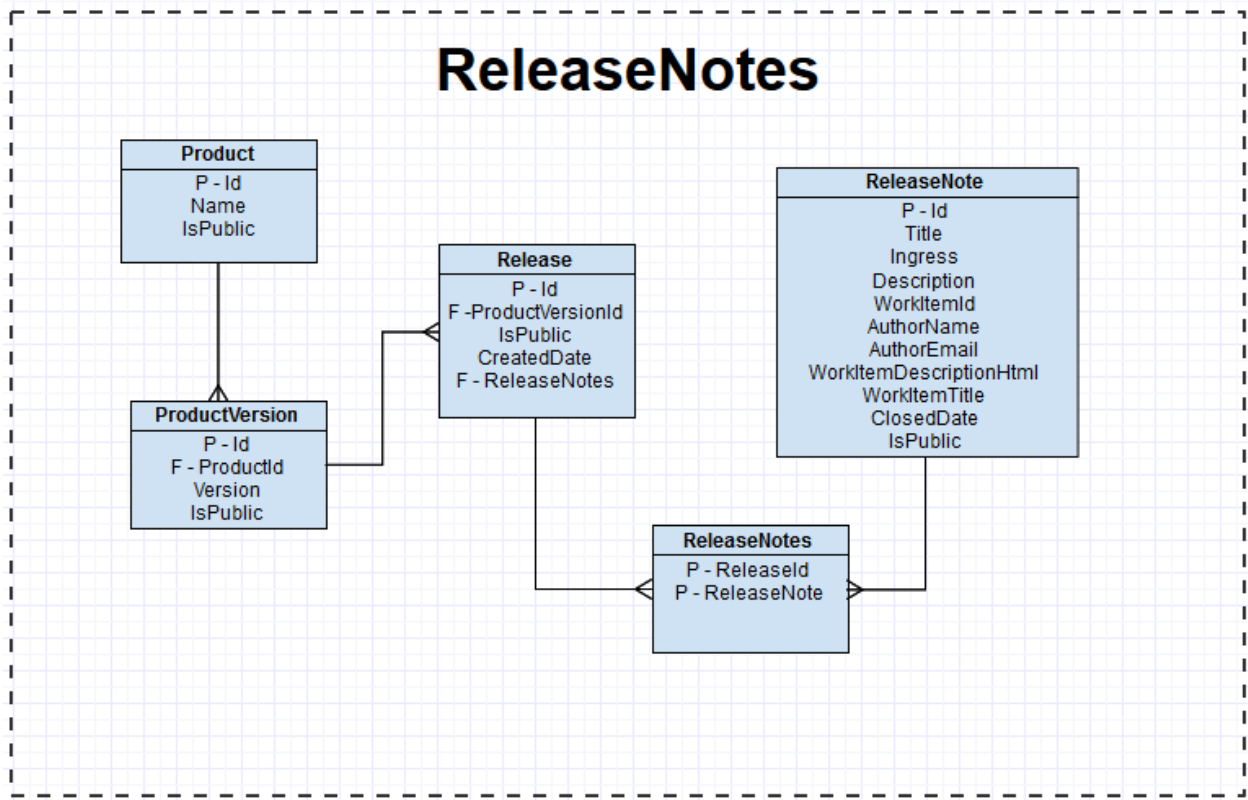 ReleaseNotes
Product
P - Id
Name
IsPublic
ProductVersion
P - Id
F - ProductId
Version
IsPublic
Release
P - Id
F -ProductVersionId
IsPublic
CreatedDate
F - ReleaseNotes
ReleaseNote
P - Id
Title
Ingress
Description
WorkItemId
AuthorName
AuthorEmail
WorkItemDescriptionHtml
WorkItemTitle
ClosedDate
IsPublic
ReleaseNotes
P - ReleaseId
P - ReleaseNote